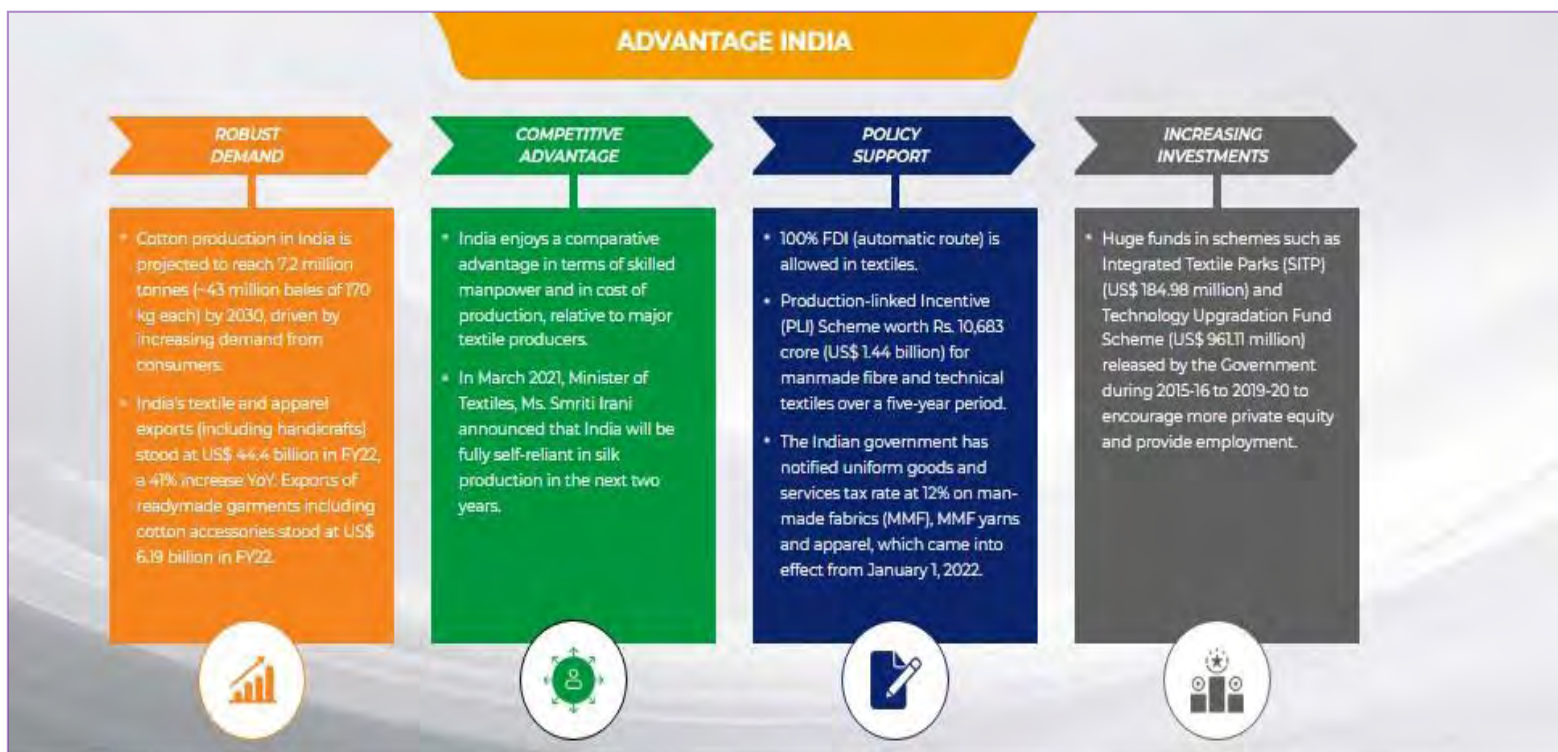 ADVANTAGE INDIA
ROBUST
DEMAND
• Cotton production in India is
projected to reach 7.2 million
tonnes (~43 million bales of 170
kg each) by 2030, driven by
increasing demand from
consumers.
• India's textile and apparel
exports (including handicrafts)
stood at US$ 44.4 billion in FY22,
a 41% increase YoY. Exports of
readymade garments including
cotton accessories stood at US$
6.19 billion in FY22.
COMPETITIVE
ADVANTAGE
• India enjoys a comparative
advantage in terms of skilled
manpower and in cost of
production, relative to major
textile producers.
• In March 2021, Minister of
Textiles, Ms. Smriti Irani
announced that India will be
fully self-reliant in silk
production in the next two
years.
POLICY
SUPPORT
• 100% FDI (automatic route) is
allowed in textiles.
• Production-linked Incentive
(PLI) Scheme worth Rs. 10,683
crore (US$ 1.44 billion) for
manmade fibre and technical
textiles over a five-year period.
• The Indian government has
notified uniform goods and
services tax rate at 12% on man-
made fabrics (MMF), MMF yarns
and apparel, which came into
effect from January 1, 2022.
INCREASING
INVESTMENTS
• Huge funds in schemes such as
Integrated Textile Parks (SITP)
(US$ 184.98 million) and
Technology Upgradation Fund
Scheme (US$ 961.11 million)
released by the Government
during 2015-16 to 2019-20 to
encourage more private equity
and provide employment.